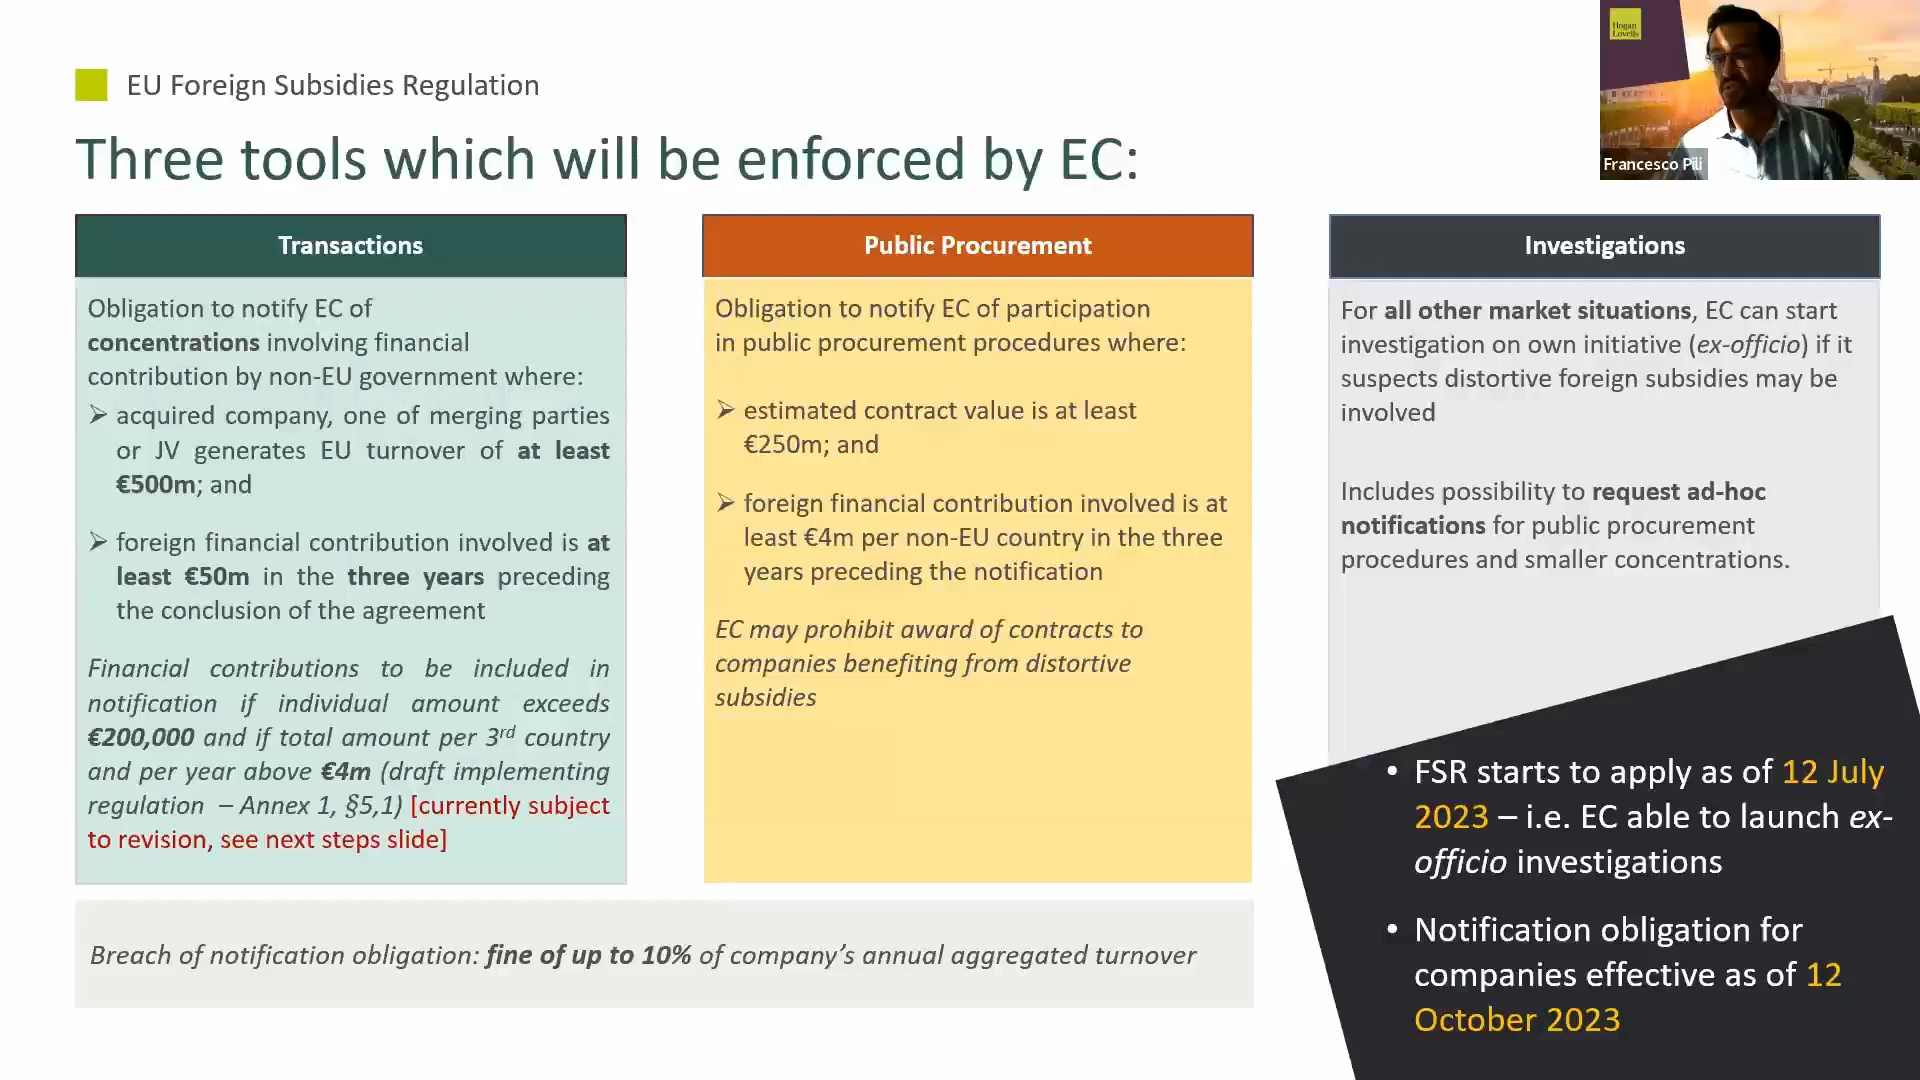 EU Foreign Subsidies Regulation
Three tools which will be enforced by EC:
Hogan
Lovells
Francesco Pili
Transactions
Obligation to notify EC of
concentrations involving financial
contribution by non-EU government where:
➢ acquired company, one of merging parties
or JV generates EU turnover of at least
€500m; and
➢ foreign financial contribution involved is at
least €50m in the three years preceding
the conclusion of the agreement
Financial contributions to be included in
notification if individual amount exceeds
€200,000 and if total amount per 3rd country
and per year above €4m (draft implementing
regulation – Annex 1, §5,1) [currently subject
to revision, see next steps slide]
Public Procurement
Obligation to notify EC of participation
in public procurement procedures where:
➢ estimated contract value is at least
€250m; and
➢ foreign financial contribution involved is at
least €4m per non-EU country in the three
years preceding the notification
EC may prohibit award of contracts to
companies benefiting from distortive
subsidies
Investigations
For all other market situations, EC can start
investigation on own initiative (ex-officio) if it
suspects distortive foreign subsidies may be
involved
Includes possibility to request ad-hoc
notifications for public procurement
procedures and smaller concentrations.
Breach of notification obligation: fine of up to 10% of company’s annual aggregated turnover
• FSR starts to apply as of 12 July
2023 – i.e. EC able to launch ex-
officio investigations
• Notification obligation for
companies effective as of 12
October 2023